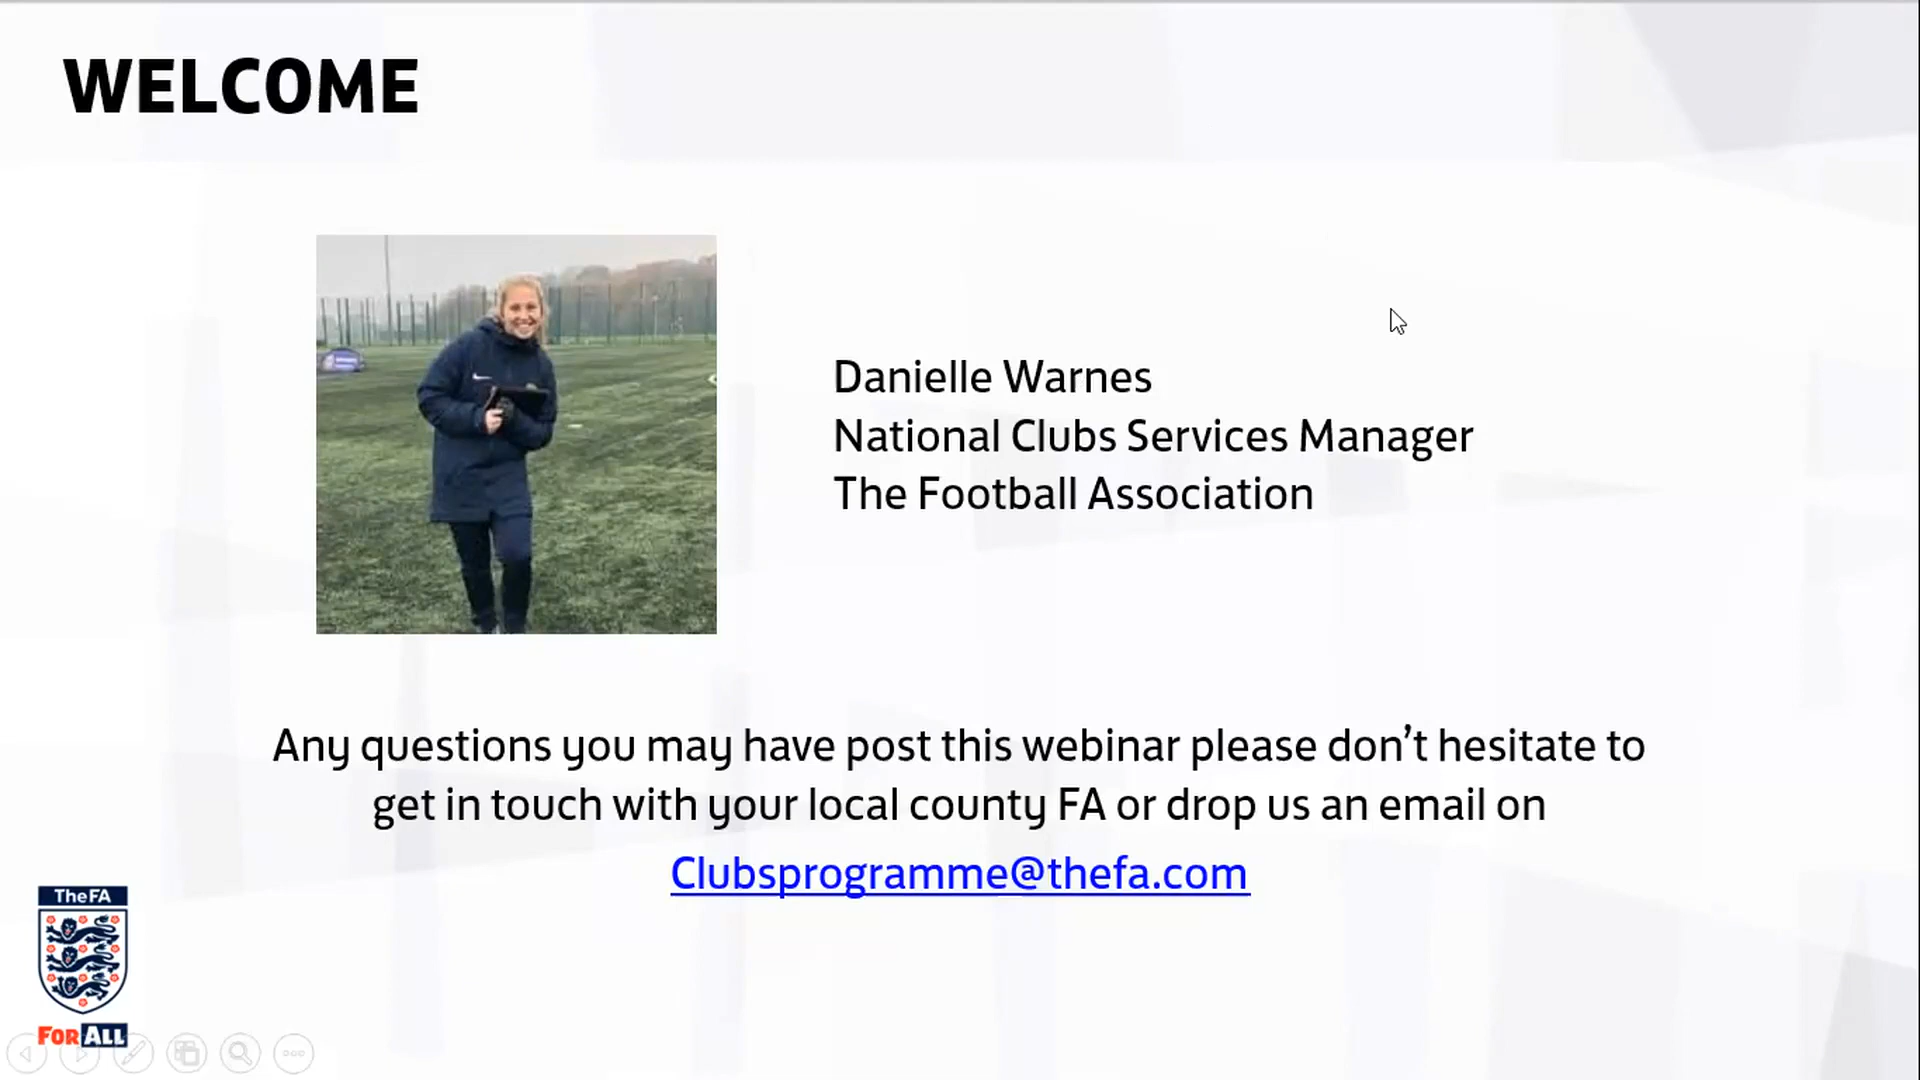 WELCOME
Danielle Warnes
National Clubs Services Manager
The Football Association
Any questions you may have post this webinar please don’t hesitate to
get in touch with your local county FA or drop us an email on
Clubsprogramme@thefa.com
TheFA
FOR ALL